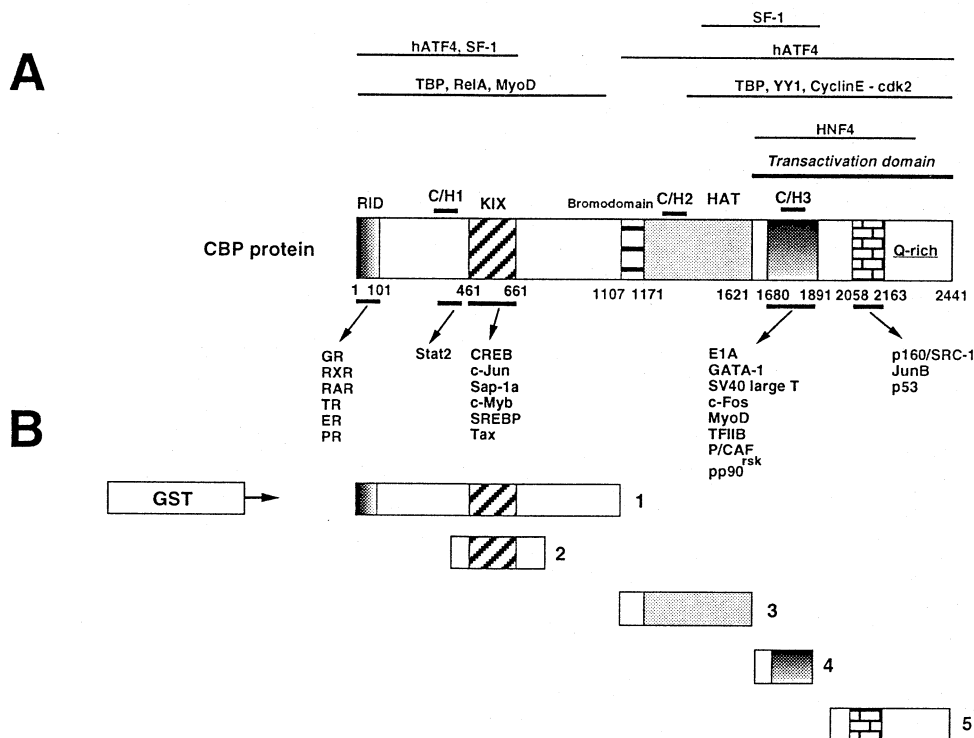 A
SF-1
hATF4, SF-1
hATF4
TBP, RelA, MyoD
TBP, YY1, CyclinE - cdk2
HNF4
Transactivation domain
RID
C/H1
KIX
Bromodomain
C/H2
HAT
C/H3
CBP protein
Q-rich
1 101 461 661 1107 1171 1621 1680 1891 2058 2163 2441
GR
RXR
RAR
TR
ER
PR
Stat2
CREB
c-Jun
Sap-1a
c-Myb
SREBP
Tax
E1A
GATA-1
SV40 large T
c-Fos
MyoD
TFIIB
P/CAF
pp90rsk
p160/SRC-1
JunB
p53
B
GST
1
2
3
4
5